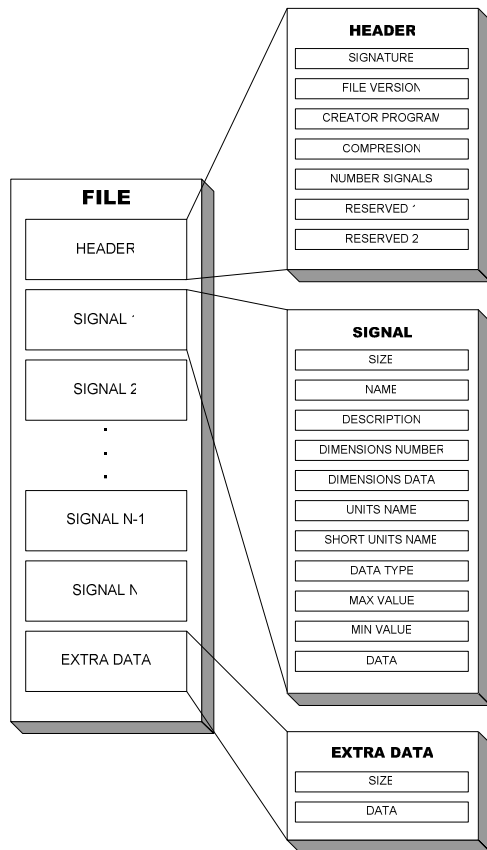 FILE
HEADER
SIGNAL 1
SIGNAL 2
SIGNAL N-1
SIGNAL N
EXTRA DATA
HEADER
SIGNATURE
FILE VERSION
CREATOR PROGRAM
COMPRESION
NUMBER SIGNALS
RESERVED 1
RESERVED 2
SIGNAL
SIZE
NAME
DESCRIPTION
DIMENSIONS NUMBER
DIMENSIONS DATA
UNITS NAME
SHORT UNITS NAME
DATA TYPE
MAX VALUE
MIN VALUE
DATA
EXTRA DATA
SIZE
DATA